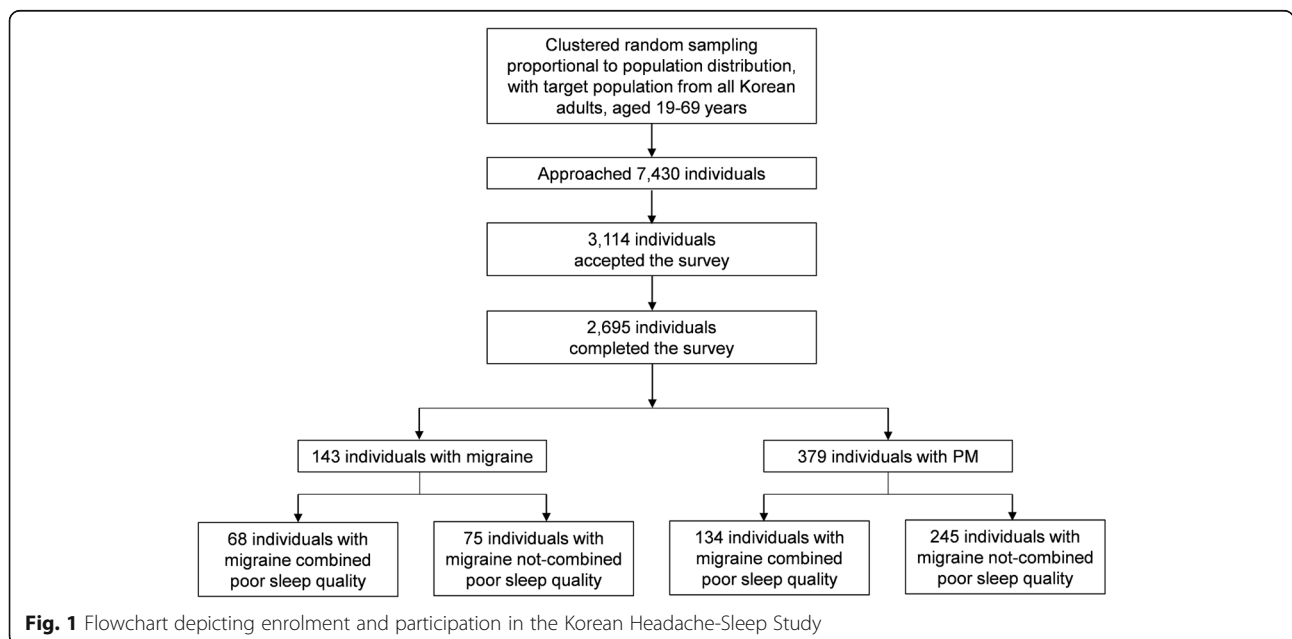 Clustered random sampling
proportional to population distribution,
with target population from all Korean
adults, aged 19-69 years
Approached 7,430 individuals
3,114 individuals
accepted the survey
2,695 individuals
completed the survey
143 individuals with migraine
379 individuals with PM
68 individuals with
migraine combined
poor sleep quality
75 individuals with
migraine not-combined
poor sleep quality
134 individuals with
migraine combined
poor sleep quality
245 individuals with
migraine not-combined
poor sleep quality
Fig. 1 Flowchart depicting enrolment and participation in the Korean Headache-Sleep Study